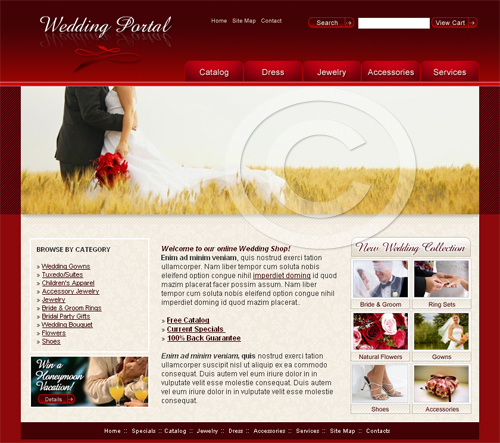 Wedding Portal
Home Site Map Contact
Search View Cart
Catalog Dress Jewelry Accessories Services
©
BROWSE BY CATEGORY
» Wedding Gowns
» Tuxedo/Suites
» Children's Apparel
» Accessory Jewelry
» Jewelry
» Bride & Groom Rings
» Bridal Party Gifts
» Wedding Bouquet
» Flowers
» Shoes
Win a
Honeymoon
Vacation!
Details
Welcome to our online Wedding Shop!
Enim ad minim veniam, quis nostrud exerci tation
ullamcorper. Nam liber tempor cum soluta nobis
eleifend option congue nihil imperdiet doming id quod
mazim placerat facer possim assum. Nam liber
tempor cum soluta nobis eleifend option congue nihil
imperdiet doming id quod mazim placerat.
» Free Catalog
» Current Specials
» 100% Back Guarantee
Enim ad minim veniam, quis nostrud exerci tation
ullamcorper suscipit nisl ut aliquip ex ea commodo
consequat. Duis autem vel eum iriure dolor in in
vulputate velit esse molestie consequat. Duis autem
vel eum iriure dolor in in vulputate velit esse molestie
consequat.
New Wedding Collection
Bride & Groom Ring Sets
Natural Flowers Gowns
Shoes Accessories
Home :: Specials :: Catalog :: Jewelry :: Dress :: Accessories :: Services :: Site Map :: Contacts